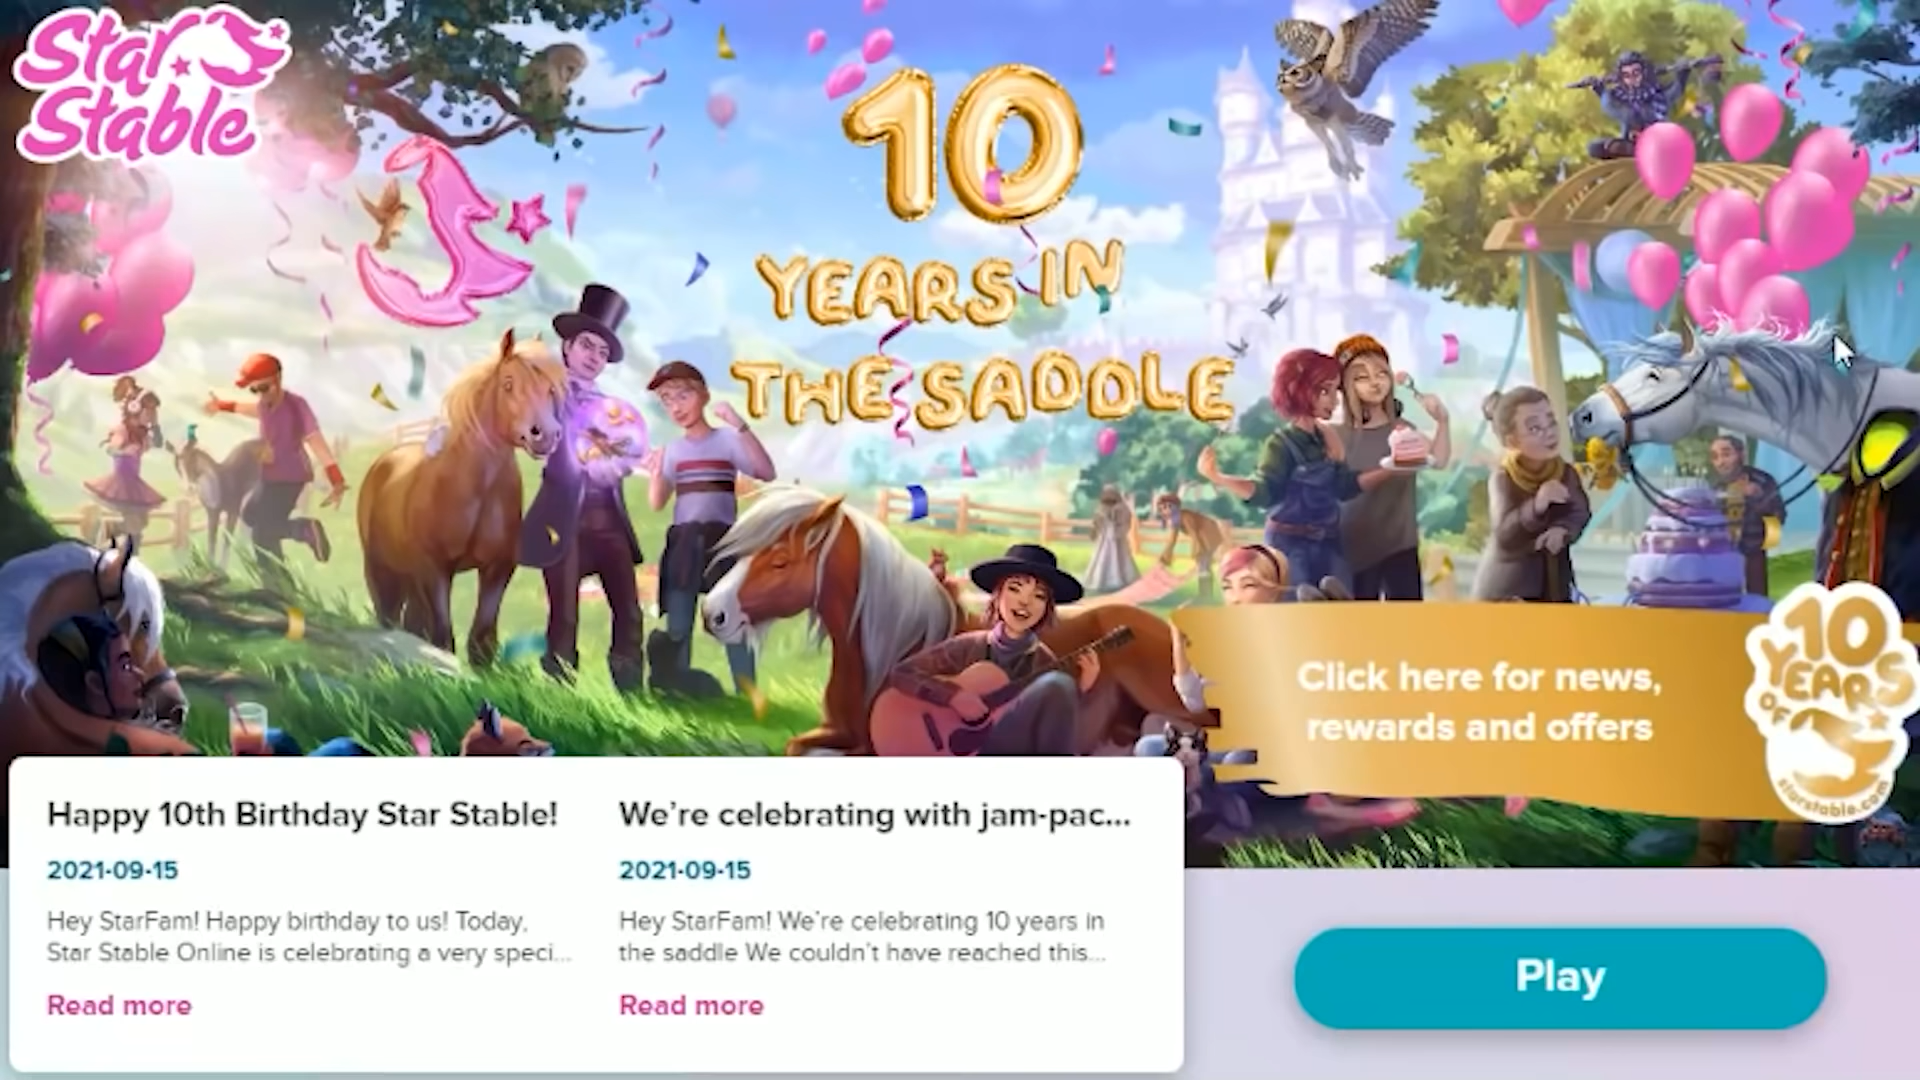 Star
Stable
10
YEARS IN
THE SADDLE
Click here for news,
rewards and offers
10
YEARS
OF
starstable.com
Happy 10th Birthday Star Stable!
2021-09-15
Hey StarFam! Happy birthday to us! Today,
Star Stable Online is celebrating a very speci...
Read more
We’re celebrating with jam-pac...
2021-09-15
Hey StarFam! We’re celebrating 10 years in
the saddle We couldn’t have reached this...
Read more
Play